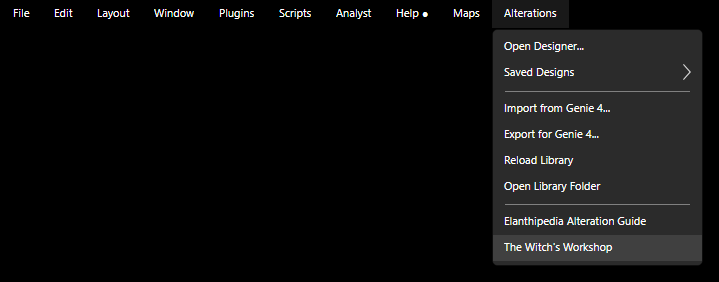 File Edit Layout Window Plugins Scripts Analyst Help ● Maps Alterations
Open Designer...
Saved Designs
Import from Genie 4...
Export for Genie 4...
Reload Library
Open Library Folder
Elanthipedia Alteration Guide
The Witch's Workshop